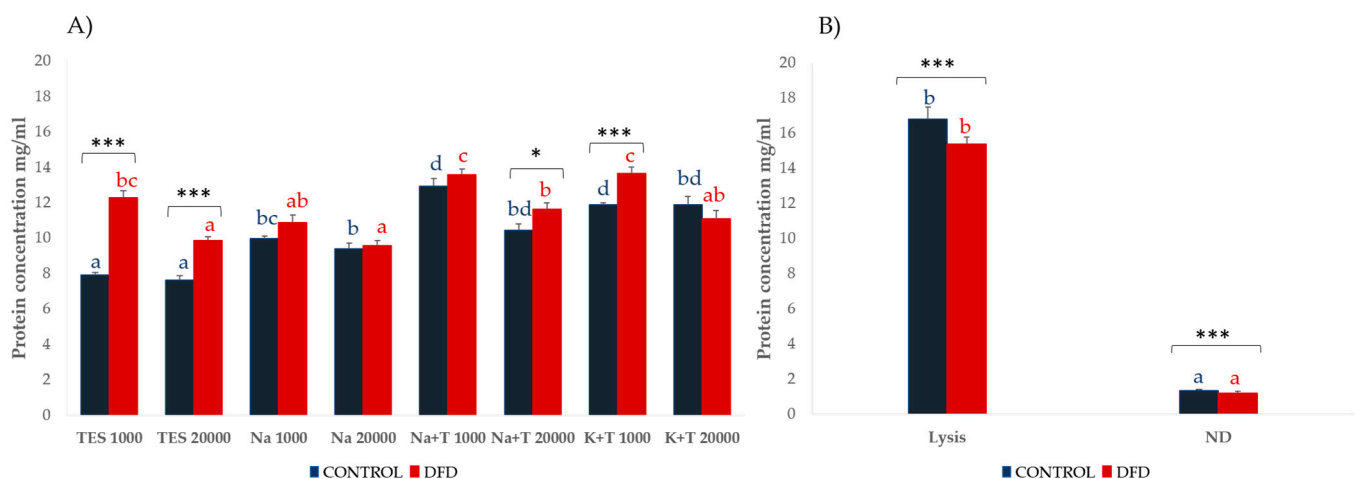 A)
Protein concentration mg/ml
20
18
16
14
12
10
8
6
4
2
0
***
***
*
***
a bc
a a
bc ab
b a
d c
bd b
d c
bd ab
TES 1000 TES 20000 Na 1000 Na 20000 Na+T 1000 Na+T 20000 K+T 1000 K+T 20000
CONTROL DFD
B)
Protein concentration mg/ml
20
18
16
14
12
10
8
6
4
2
0
***
b b
***
a a
Lysis ND
CONTROL DFD